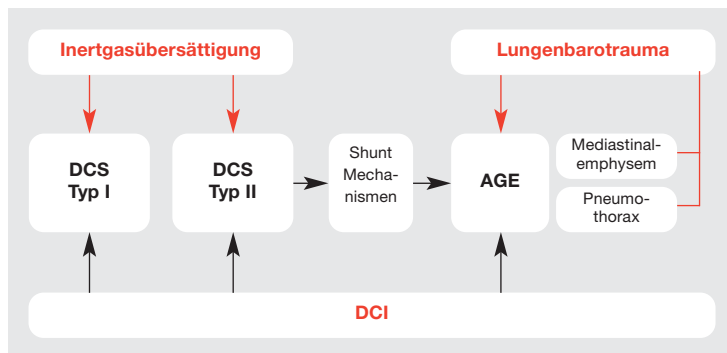 Inertgasübersättigung
Lungenbarotrauma
DCS
Typ I
DCS
Typ II
Shunt
Mecha-
nismen
AGE
Mediastinal-
emphysem
Pneumo-
thorax
DCI